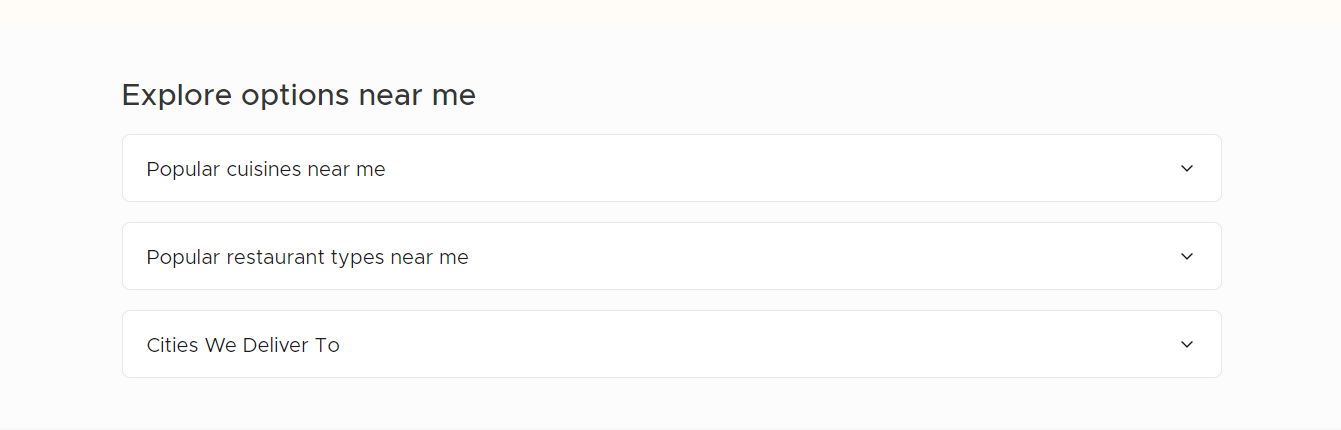 Explore options near me
Popular cuisines near me
Popular restaurant types near me
Cities We Deliver To